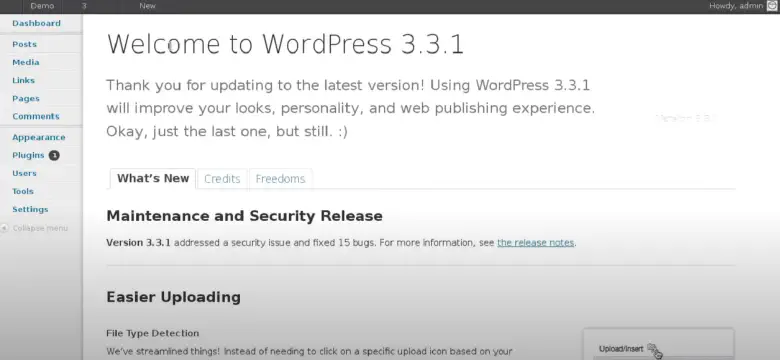 Demo 3 New Howdy, admin
Dashboard
Posts
Media
Links
Pages
Comments
Appearance
Plugins 1
Users
Tools
Settings
Collapse menu
Welcome to WordPress 3.3.1
Thank you for updating to the latest version! Using WordPress 3.3.1
will improve your looks, personality, and web publishing experience.
Okay, just the last one, but still. :)
What's New Credits Freedoms
Maintenance and Security Release
Version 3.3.1 addressed a security issue and fixed 15 bugs. For more information, see the release notes.
Easier Uploading
File Type Detection
We've streamlined things! Instead of needing to click on a specific upload icon based on your
Upload/Insert